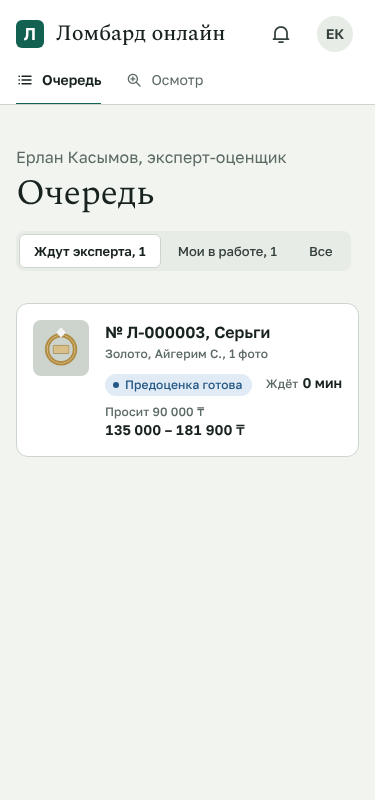 Л Ломбард онлайн ЕК
Очередь Осмотр
Ерлан Касымов, эксперт-оценщик
Очередь
Ждут эксперта, 1 Мои в работе, 1 Все
№ Л-000003, Серьги
Золото, Айгерим С., 1 фото
Предоценка готова Ждёт 0 мин
Просит 90 000 ₸
135 000 – 181 900 ₸